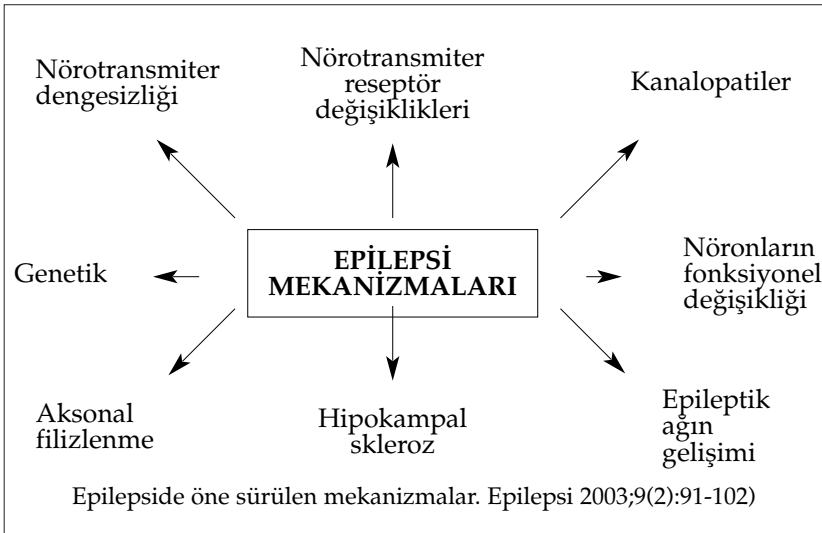 Nörotransmiter
dengesizliği
Nörotransmiter
reseptör
değişiklikleri
Kanalopatiler
Genetik
EPİLEPSİ
MEKANİZMALARI
Nöronların
fonksiyonel
değişikliği
Aksonal
filizlenme
Hipokampal
skleroz
Epileptik
ağın
gelişimi
Epilepside öne sürülen mekanizmalar. Epilepsi 2003;9(2):91-102)